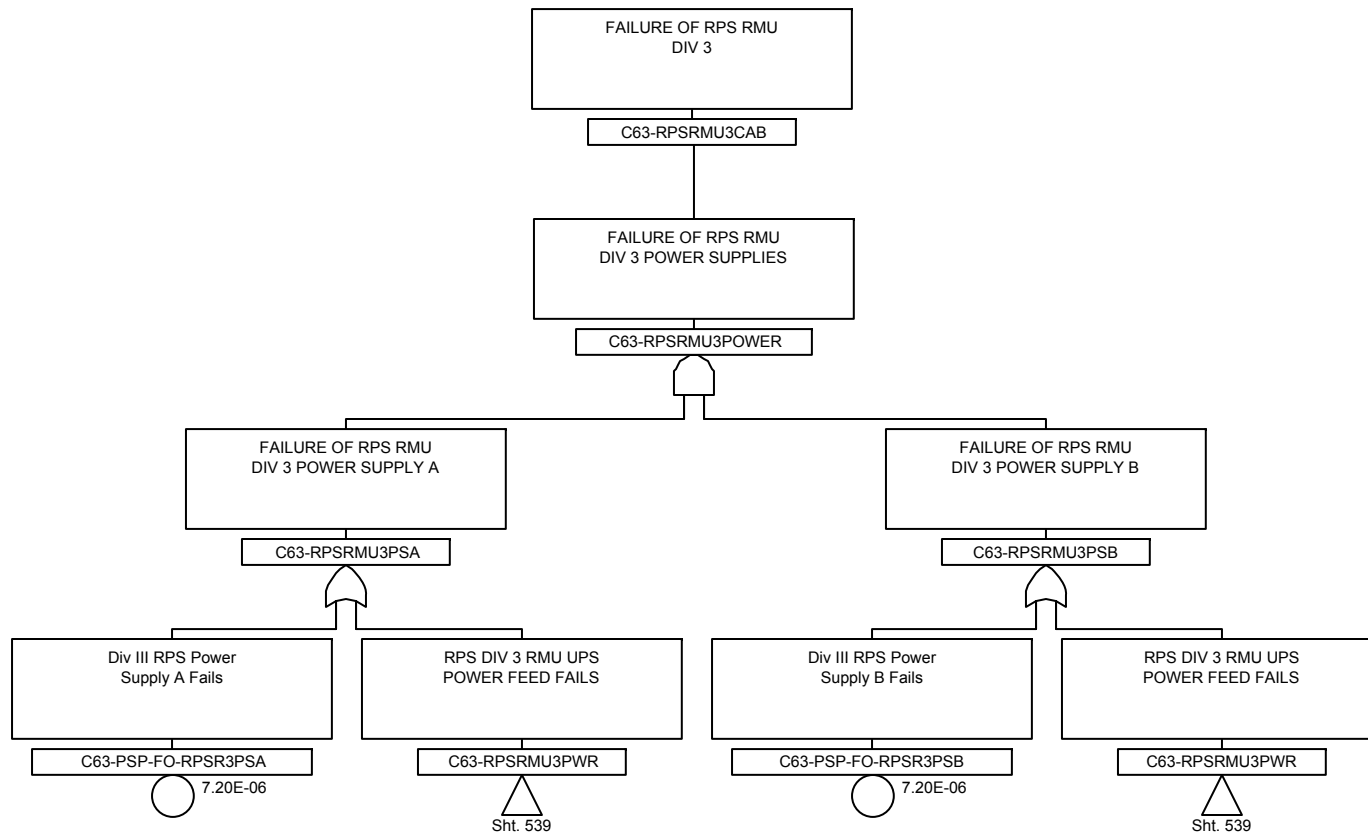 FAILURE OF RPS RMU
DIV 3
C63-RPSRMU3CAB
FAILURE OF RPS RMU
DIV 3 POWER SUPPLIES
C63-RPSRMU3POWER
FAILURE OF RPS RMU
DIV 3 POWER SUPPLY A
C63-RPSRMU3PSA
FAILURE OF RPS RMU
DIV 3 POWER SUPPLY B
C63-RPSRMU3PSB
Div III RPS Power
Supply A Fails
C63-PSP-FO-RPSR3PSA
7.20E-06
RPS DIV 3 RMU UPS
POWER FEED FAILS
C63-RPSRMU3PWR
Sht. 539
Div III RPS Power
Supply B Fails
C63-PSP-FO-RPSR3PSB
7.20E-06
RPS DIV 3 RMU UPS
POWER FEED FAILS
C63-RPSRMU3PWR
Sht. 539